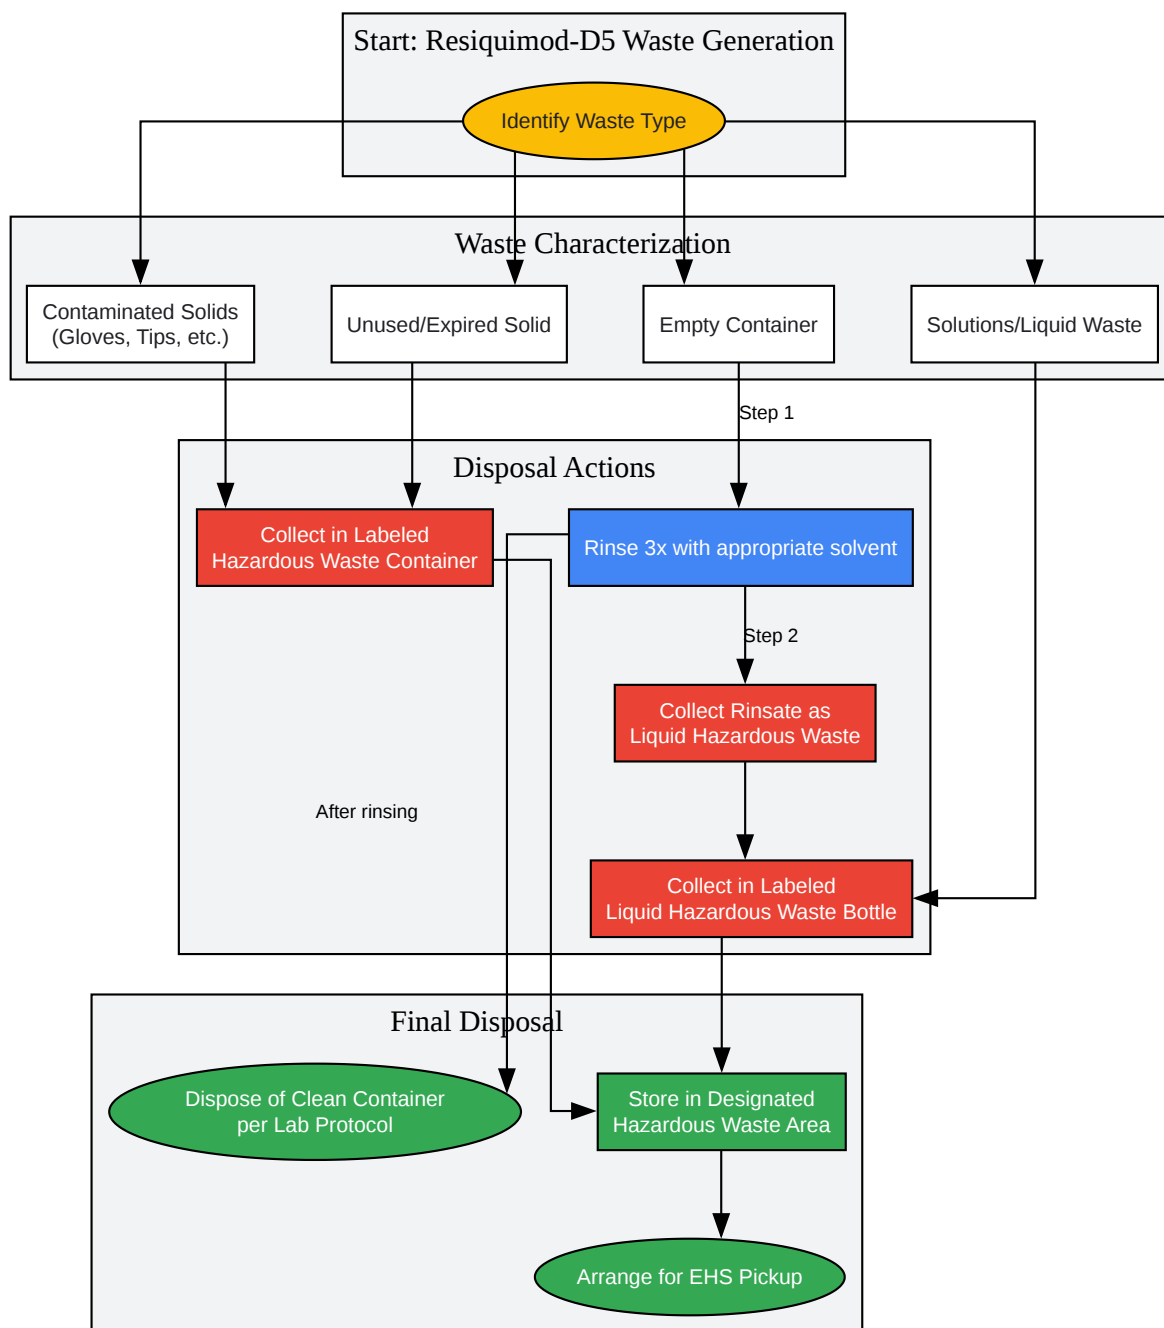 Start: Resiquimod-D5 Waste Generation
Identify Waste Type
Waste Characterization
Contaminated Solids
(Gloves, Tips, etc.)
Unused/Expired Solid
Empty Container
Solutions/Liquid Waste
Step 1
Disposal Actions
Collect in Labeled
Hazardous Waste Container
Rinse 3x with appropriate solvent
Step 2
Collect Rinsate as
Liquid Hazardous Waste
After rinsing
Collect in Labeled
Liquid Hazardous Waste Bottle
Final Disposal
Dispose of Clean Container
per Lab Protocol
Store in Designated
Hazardous Waste Area
Arrange for EHS Pickup